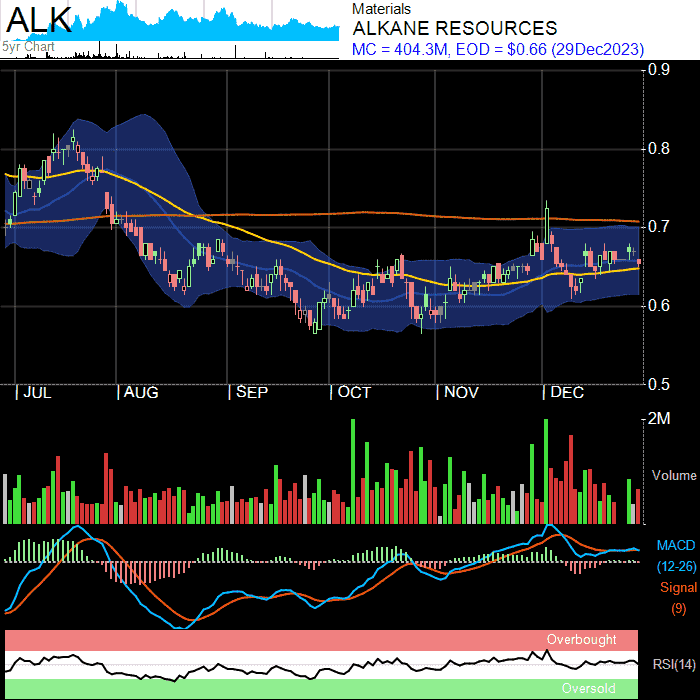 ALK
5yr Chart
Materials
ALKANE RESOURCES
MC = 404.3M, EOD = $0.66 (29Dec2023)
0.9
0.8
0.7
0.6
0.5
JUL AUG SEP OCT NOV DEC
2M
Volume
MACD
(12-26)
Signal
(9)
Overbought
RSI(14)
Oversold